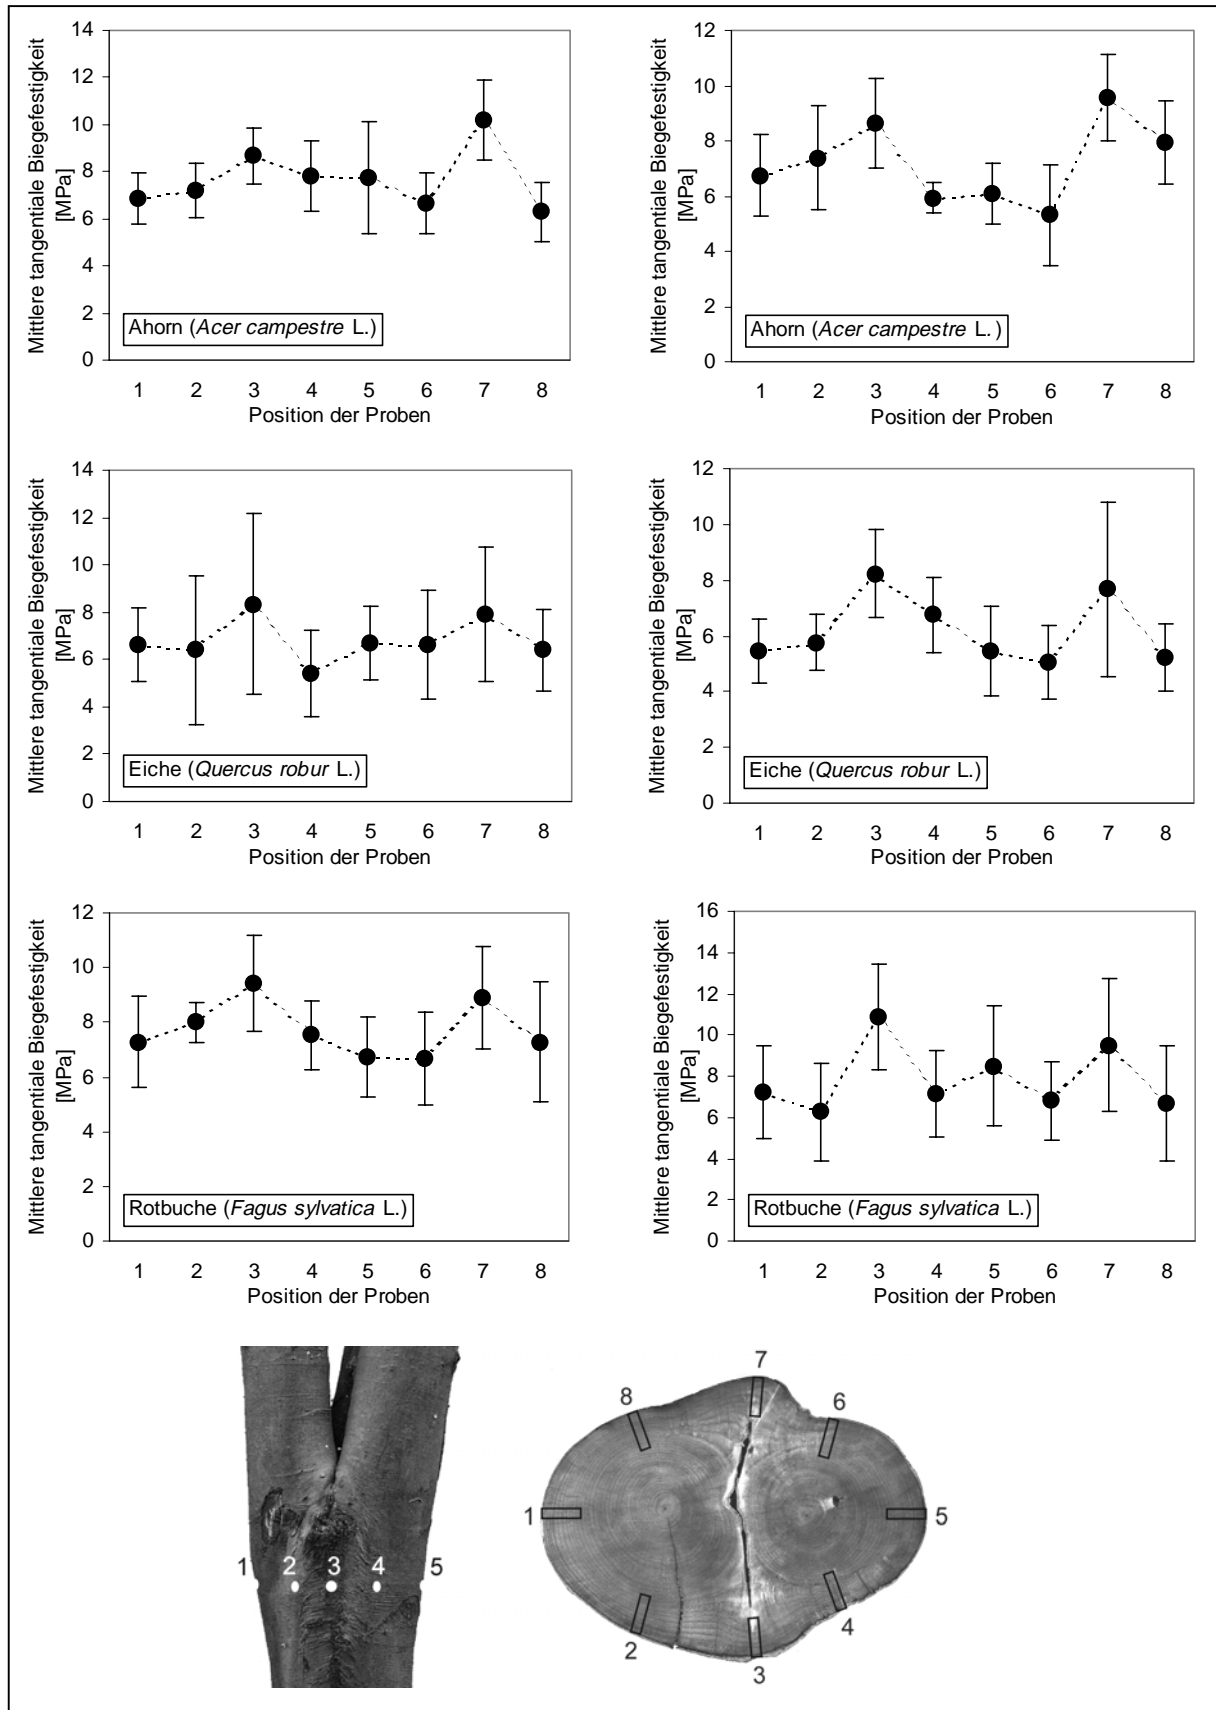 Mittlere tangentiale Biegefestigkeit
[MPa]
14
12
10
8
6
4
2
0
Ahorn (Acer campestre L.)
1 2 3 4 5 6 7 8
Position der Proben
Mittlere tangentiale Biegefestigkeit
[MPa]
12
10
8
6
4
2
0
Ahorn (Acer campestre L.)
1 2 3 4 5 6 7 8
Position der Proben
Mittlere tangentiale Biegefestigkeit
[MPa]
14
12
10
8
6
4
2
0
Eiche (Quercus robur L.)
1 2 3 4 5 6 7 8
Position der Proben
Mittlere tangentiale Biegefestigkeit
[MPa]
12
10
8
6
4
2
0
Eiche (Quercus robur L.)
1 2 3 4 5 6 7 8
Position der Proben
Mittlere tangentiale Biegefestigkeit
[MPa]
12
10
8
6
4
2
0
Rotbuche (Fagus sylvatica L.)
1 2 3 4 5 6 7 8
Position der Proben
Mittlere tangentiale Biegefestigkeit
[MPa]
16
14
12
10
8
6
4
2
0
Rotbuche (Fagus sylvatica L.)
1 2 3 4 5 6 7 8
Position der Proben
1 2 3 4 5
7
8
6
1
5
2
4
3